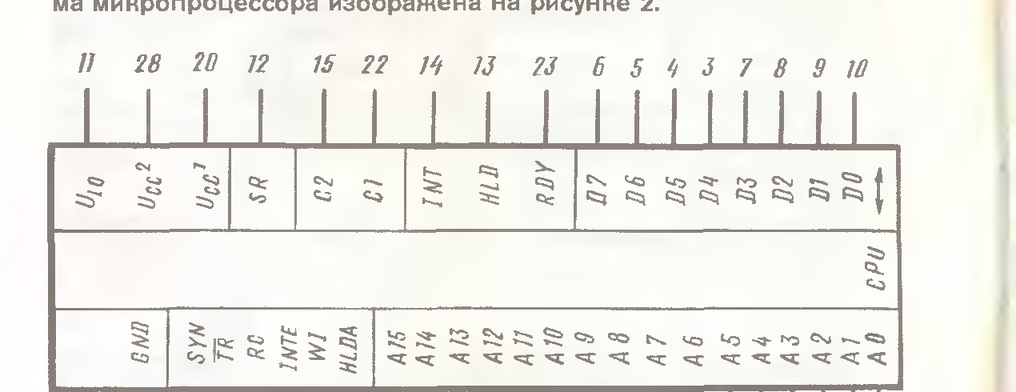 ма микропроцессора изображена на рисунке 2.
11 28 20 12 15 22 14 13 23 6 5 4 3 7 8 9 10
U10 UCC2 UCC1 SR C2 C1 INT HLD RDY D7 D6 D5 D4 D3 D2 D1 D0
CPU
GND SYN TR RC INTE WI HLDA A15 A14 A13 A12 A11 A10 A9 A8 A7 A6 A5 A4 A3 A2 A1 A0